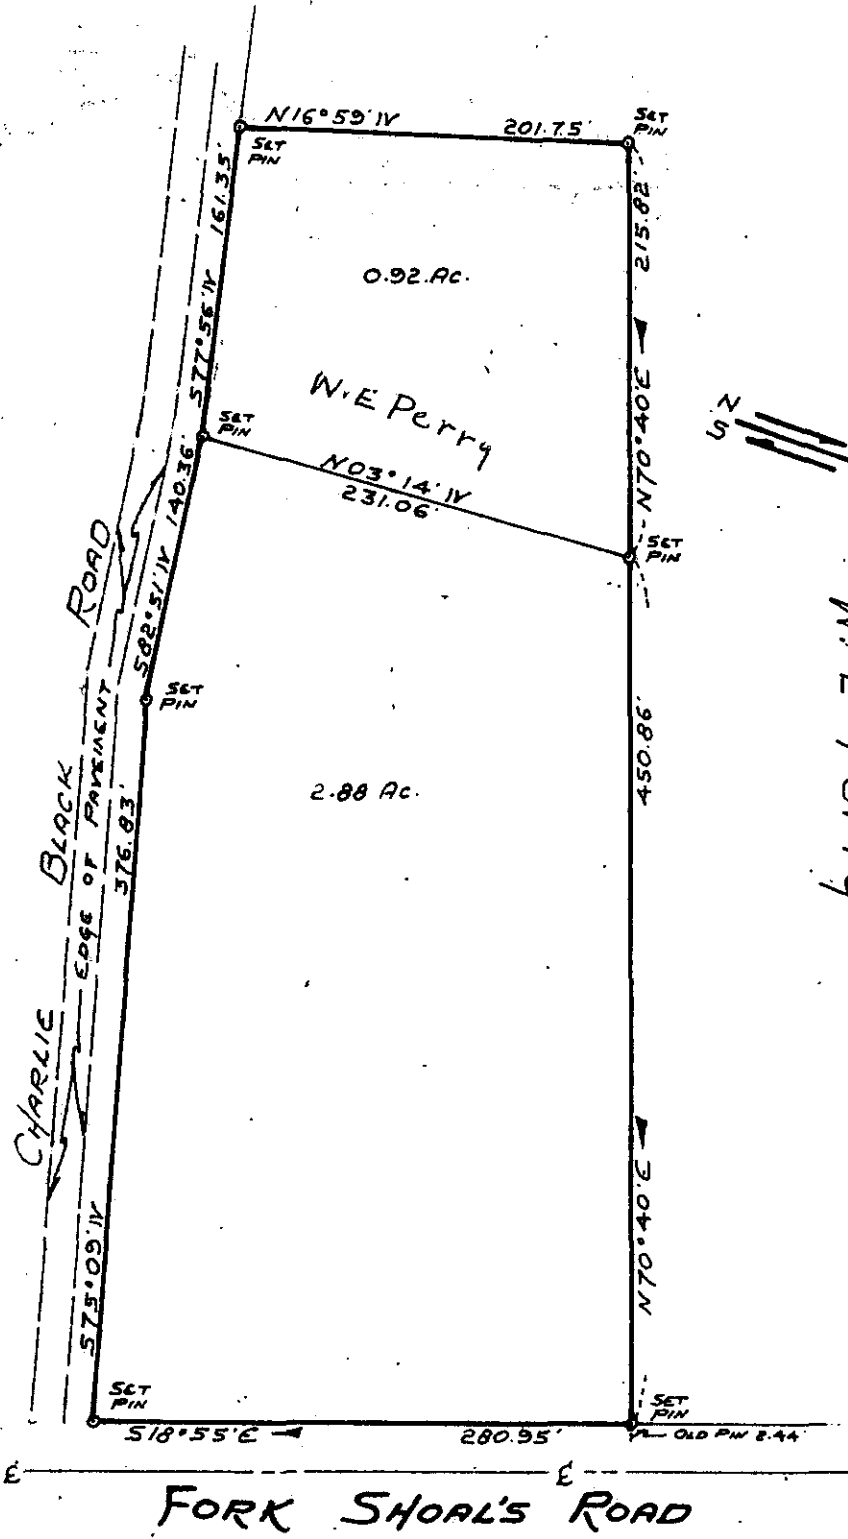 N16°59'W 201.75'
SET
PIN
SET
PIN
S77°56'W 161.35'
215.82'
0.92.Ac.
W.E Perry
N
S
N70°40'E
SET
PIN
N03°14'W
231.06'
SET
PIN
S82°51'W 140.36'
SET
PIN
CHARLIE BLACK ROAD
EDGE OF PAVEMENT
376.83'
2.88 Ac.
450.86'
S75°09'W
N70°40'E
SET
PIN
S18°55'E 280.95'
SET
PIN
OLD PIN 2.44'
FORK SHOAL'S ROAD